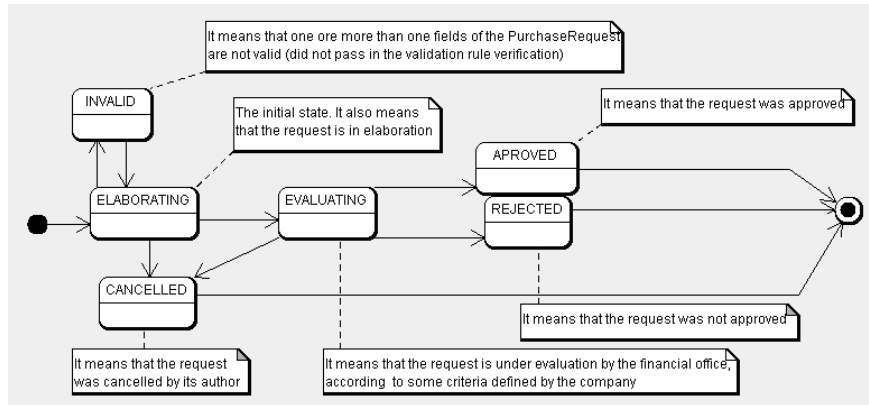 It means that one ore more than one fields of the PurchaseRequest
are not valid (did not pass in the validation rule verification)
INVALID
The initial state. It also means
that the request is in elaboration
It means that the request was approved
APROVED
ELABORATING
EVALUATING
REJECTED
CANCELLED
It means that the request was not approved
It means that the request
was cancelled by its author
It means that the request is under evaluation by the financial office,
according to some criteria defined by the company